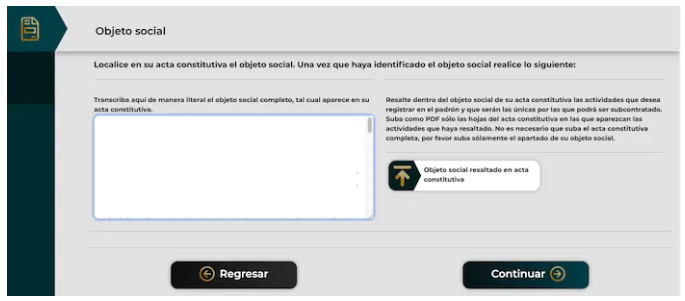 Objeto social
Localice en su acta constitutiva el objeto social. Una vez que haya identificado el objeto social realice lo siguiente:
Transcriba aquí de manera literal el objeto social completo, tal cual aparece en su
acta constitutiva.
Resalte dentro del objeto social de su acta constitutiva las actividades que desea
registrar en el padrón y que serán las únicas por las que podrá ser subcontratado.
Suba como PDF sólo las hojas del acta constitutiva en las que aparezcan las
actividades que haya resaltado. No es necesario que suba el acta constitutiva
completa, por favor suba sólamente el apartado de su objeto social.
Objeto social resaltado en acta
constitutiva
Regresar
Continuar